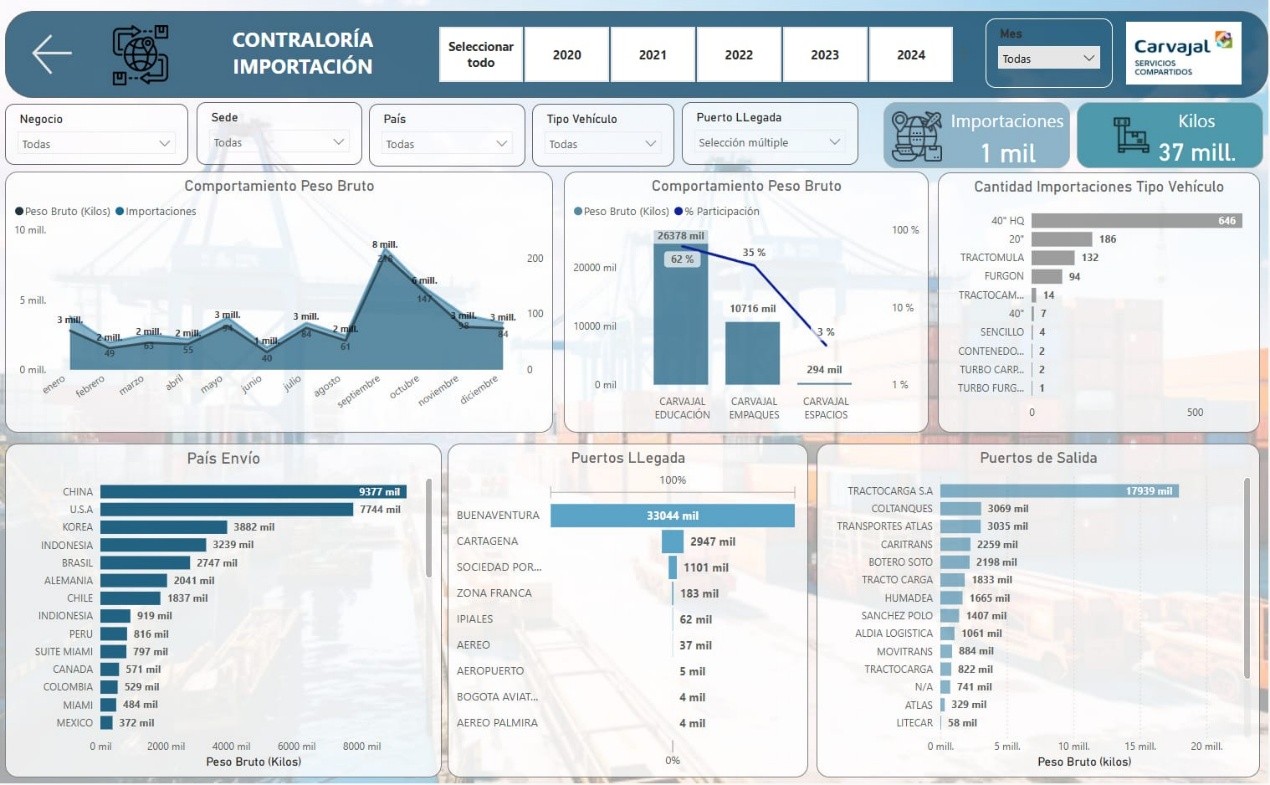 CONTRALORÍA
IMPORTACIÓN
Seleccionar
todo
2020
2021
2022
2023
2024
Mes
Todas
Carvajal
SERVICIOS
COMPARTIDOS
Negocio
Todas
Sede
Todas
País
Todas
Tipo Vehículo
Todas
Puerto LLegada
Selección múltiple
Importaciones
1 mil
Kilos
37 mill.
Comportamiento Peso Bruto
Peso Bruto (Kilos) Importaciones
10 mill.
5 mill.
0 mill.
200
100
0
3 mill.
2 mill.
49
2 mill.
63
2 mill.
55
3 mill.
94
1 mill.
40
3 mill.
84
2 mill.
61
8 mill.
6 mill.
147
3 mill.
98
3 mill.
84
enero
febrero
marzo
abril
mayo
junio
julio
agosto
septiembre
octubre
noviembre
diciembre
Comportamiento Peso Bruto
Peso Bruto (Kilos) % Participación
20000 mil
10000 mil
0 mil
100 %
10 %
1 %
26378 mil
62 %
35 %
10716 mil
3 %
294 mil
CARVAJAL
EDUCACIÓN
CARVAJAL
EMPAQUES
CARVAJAL
ESPACIOS
Cantidad Importaciones Tipo Vehículo
40" HQ 646
20" 186
TRACTOMULA 132
FURGON 94
TRACTOCAM... 14
40" 7
SENCILLO 4
CONTENEDO... 2
TURBO CARP... 2
TURBO FURG... 1
0 500
País Envío
CHINA 9377 mil
U.S.A 7744 mil
KOREA 3882 mil
INDONESIA 3239 mil
BRASIL 2747 mil
ALEMANIA 2041 mil
CHILE 1837 mil
INDIONESIA 919 mil
PERU 816 mil
SUITE MIAMI 797 mil
CANADA 571 mil
COLOMBIA 529 mil
MIAMI 484 mil
MEXICO 372 mil
0 mil 2000 mil 4000 mil 6000 mil 8000 mil
Peso Bruto (Kilos)
Puertos LLegada
100%
BUENAVENTURA 33044 mil
CARTAGENA 2947 mil
SOCIEDAD POR... 1101 mil
ZONA FRANCA 183 mil
IPIALES 62 mil
AEREO 37 mil
AEROPUERTO 5 mil
BOGOTA AVIAT... 4 mil
AEREO PALMIRA 4 mil
0%
Puertos de Salida
TRACTOCARGA S.A 17939 mil
COLTANQUES 3069 mil
TRANSPORTES ATLAS 3035 mil
CARITRANS 2259 mil
BOTERO SOTO 2198 mil
TRACTO CARGA 1833 mil
HUMADEA 1665 mil
SANCHEZ POLO 1407 mil
ALDIA LOGISTICA 1061 mil
MOVITRANS 884 mil
TRACTOCARGA 822 mil
N/A 741 mil
ATLAS 329 mil
LITECAR 58 mil
0 mill. 5 mill. 10 mill. 15 mill. 20 mill.
Peso Bruto (kilos)